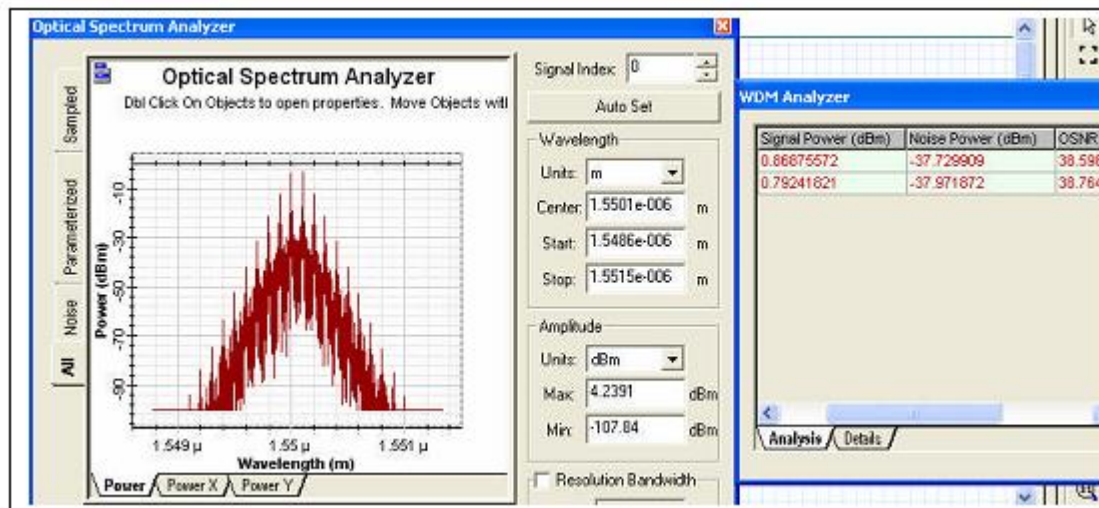 Optical Spectrum Analyzer
Sampled
Parameterized
Noise
All
Optical Spectrum Analyzer
Dbl Click On Objects to open properties. Move Objects witl
Power (dBm)
-10
-30
-50
-70
-90
1.549 µ
1.55 µ
1.551 µ
Wavelength (m)
Power
Power X
Power Y
Signal Index: 0
Auto Set
Wavelength
Units: m
Center: 1.5501e-006 m
Start: 1.5486e-006 m
Stop: 1.5515e-006 m
Amplitude
Units: dBm
Max: 4.2391 dBm
Min: -107.84 dBm
Resolution Bandwidth
WDM Analyzer
Signal Power (dBm) Noise Power (dBm) OSNR
0.86875572 -37.729909 38.598
0.79241821 -37.971872 38.764
Analysis
Details